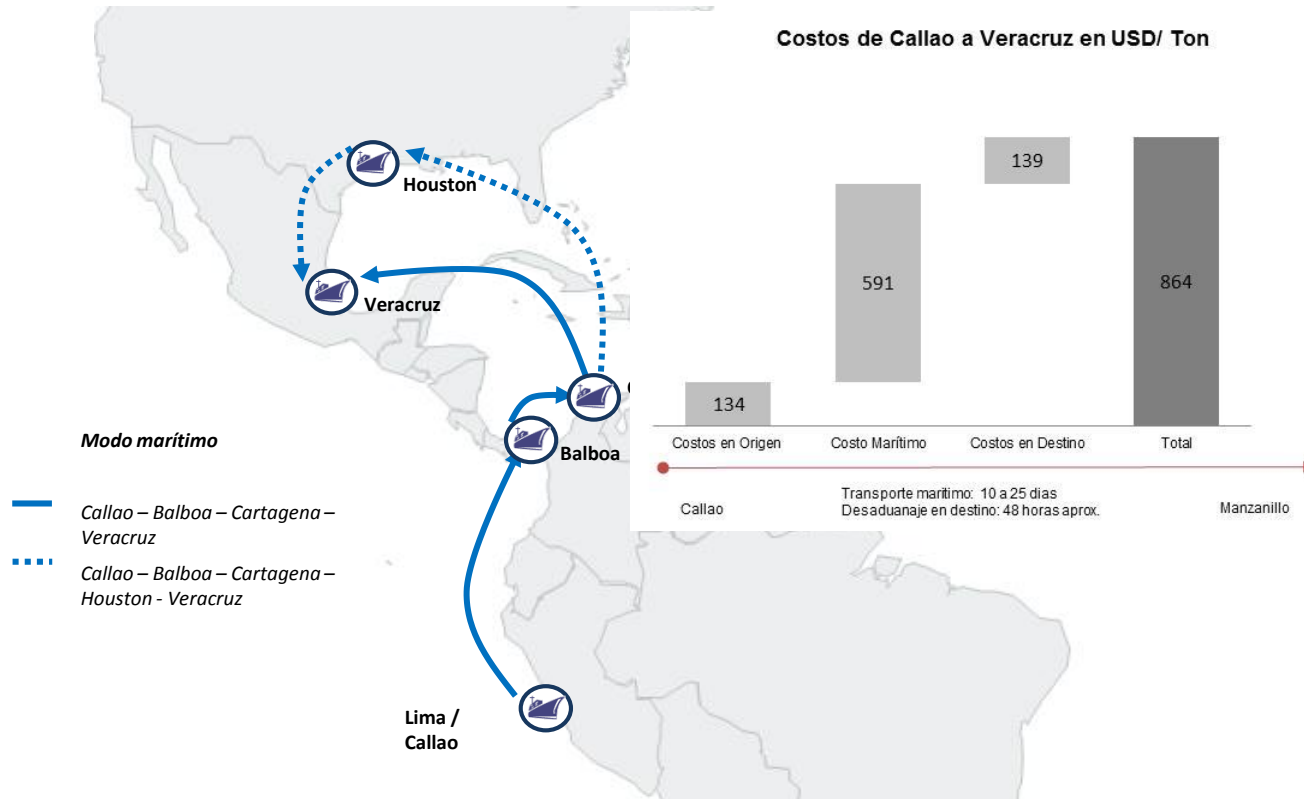 Costos de Callao a Veracruz en USD/ Ton
139
591
864
134
Costos en Origen
Costo Marítimo
Costos en Destino
Total
Transporte maritimo: 10 a 25 dias
Desaduanaje en destino: 48 horas aprox.
Callao
Manzanillo
Houston
Veracruz
Balboa
Lima /
Callao
Modo marítimo
Callao – Balboa – Cartagena –
Veracruz
Callao – Balboa – Cartagena –
Houston - Veracruz